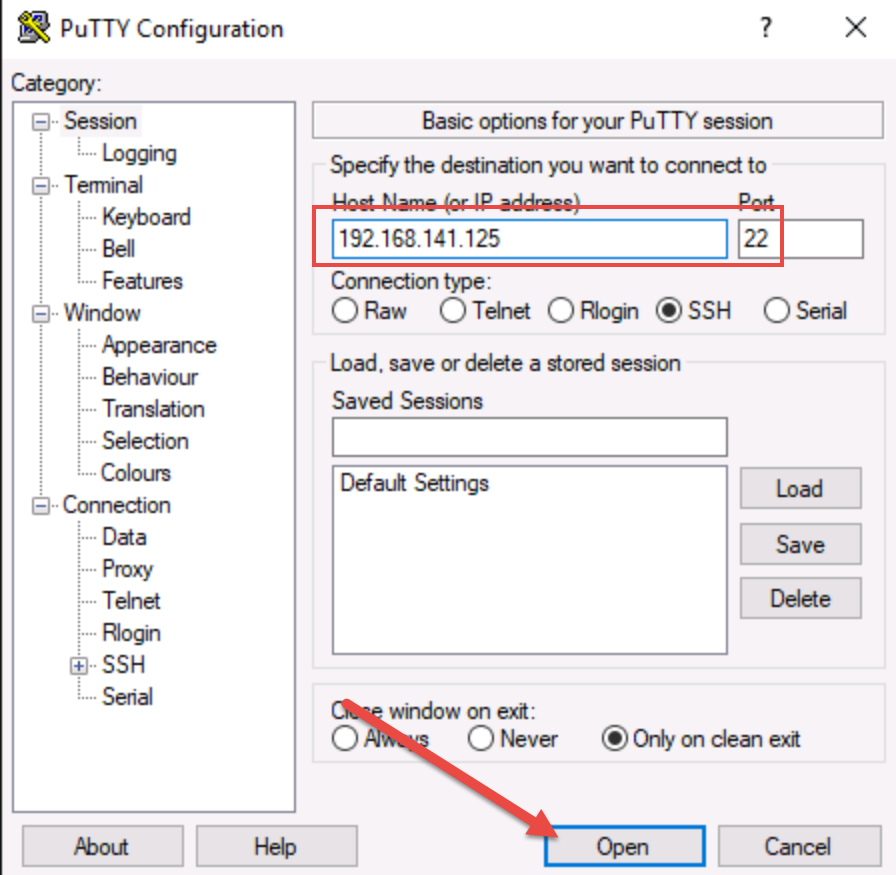 PuTTY Configuration ? ×
Category:
Session
Logging
Terminal
Keyboard
Bell
Features
Window
Appearance
Behaviour
Translation
Selection
Colours
Connection
Data
Proxy
Telnet
Rlogin
SSH
Serial
Basic options for your PuTTY session
Specify the destination you want to connect to
Host Name (or IP address) Port
192.168.141.125 22
Connection type:
Raw Telnet Rlogin SSH Serial
Load, save or delete a stored session
Saved Sessions
Default Settings
Load
Save
Delete
Close window on exit:
Always Never Only on clean exit
About Help Open Cancel